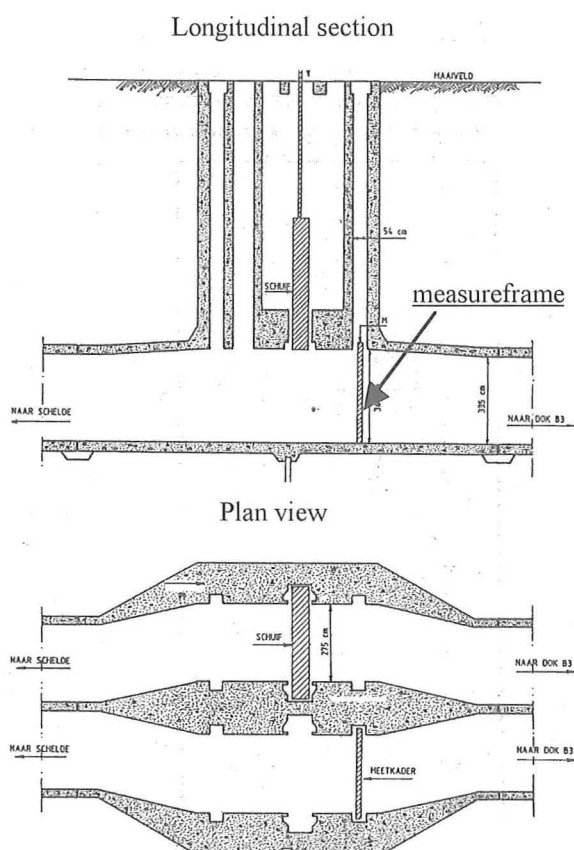 Longitudinal section
MAAIVELD
54 cm
SCHUIF
measureframe
M
NAAR SCHELDE
335 cm
NAAR DOK B3
Plan view
SCHUIF
275 cm
NAAR SCHELDE
NAAR DOK B3
NAAR SCHELDE
NAAR DOK B3
MEETKADER